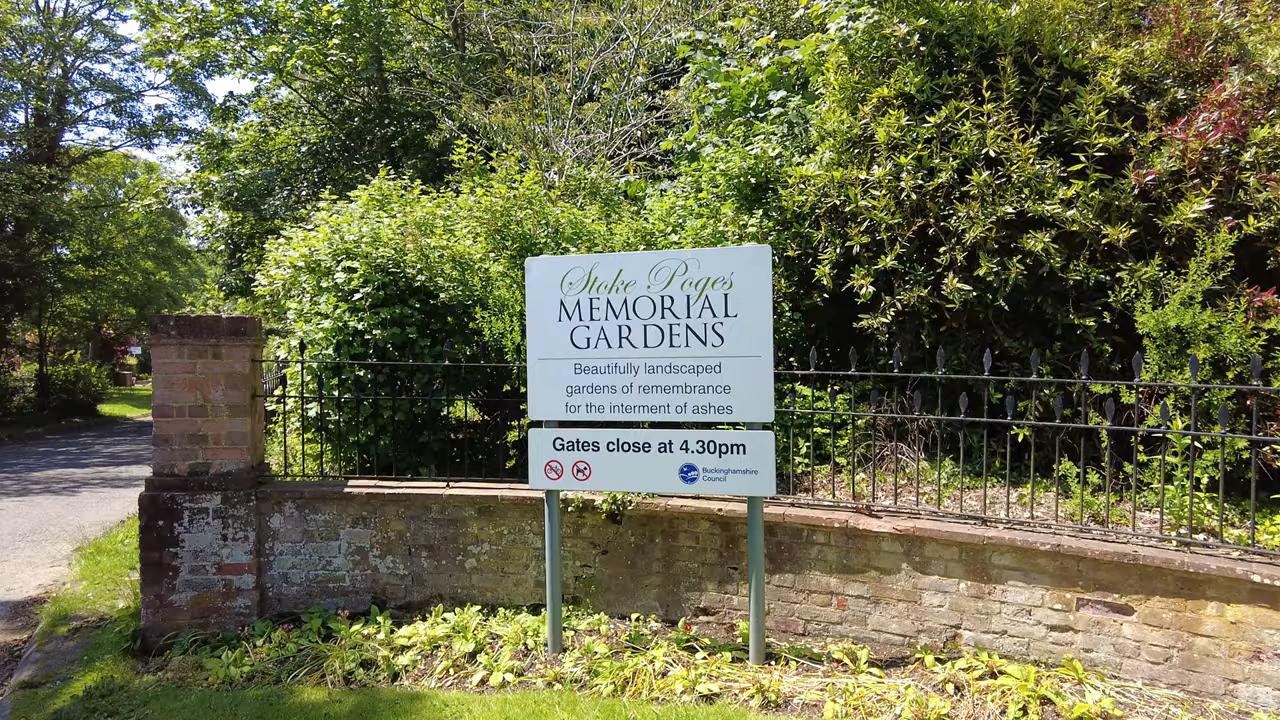 Stoke Poges
MEMORIAL
GARDENS
Beautifully landscaped
gardens of remembrance
for the interment of ashes
Gates close at 4.30pm
Buckinghamshire
Council